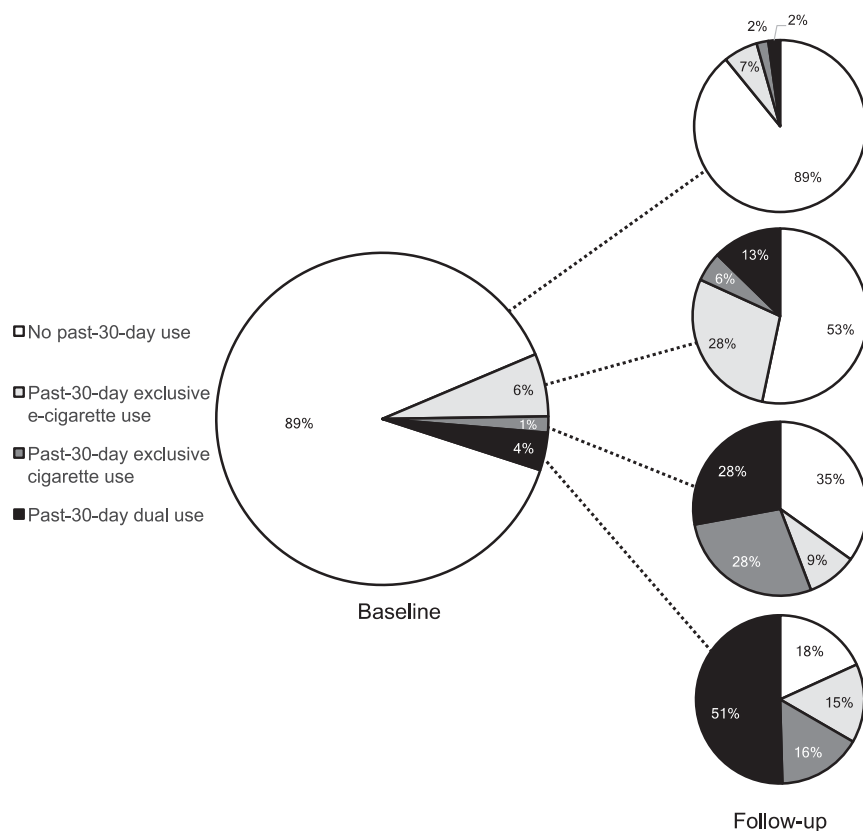 2%
2%
7%
89%
13%
6%
28%
53%
No past-30-day use
Past-30-day exclusive
e-cigarette use
Past-30-day exclusive
cigarette use
Past-30-day dual use
89%
6%
1%
4%
Baseline
28%
35%
28%
9%
18%
15%
51%
16%
Follow-up